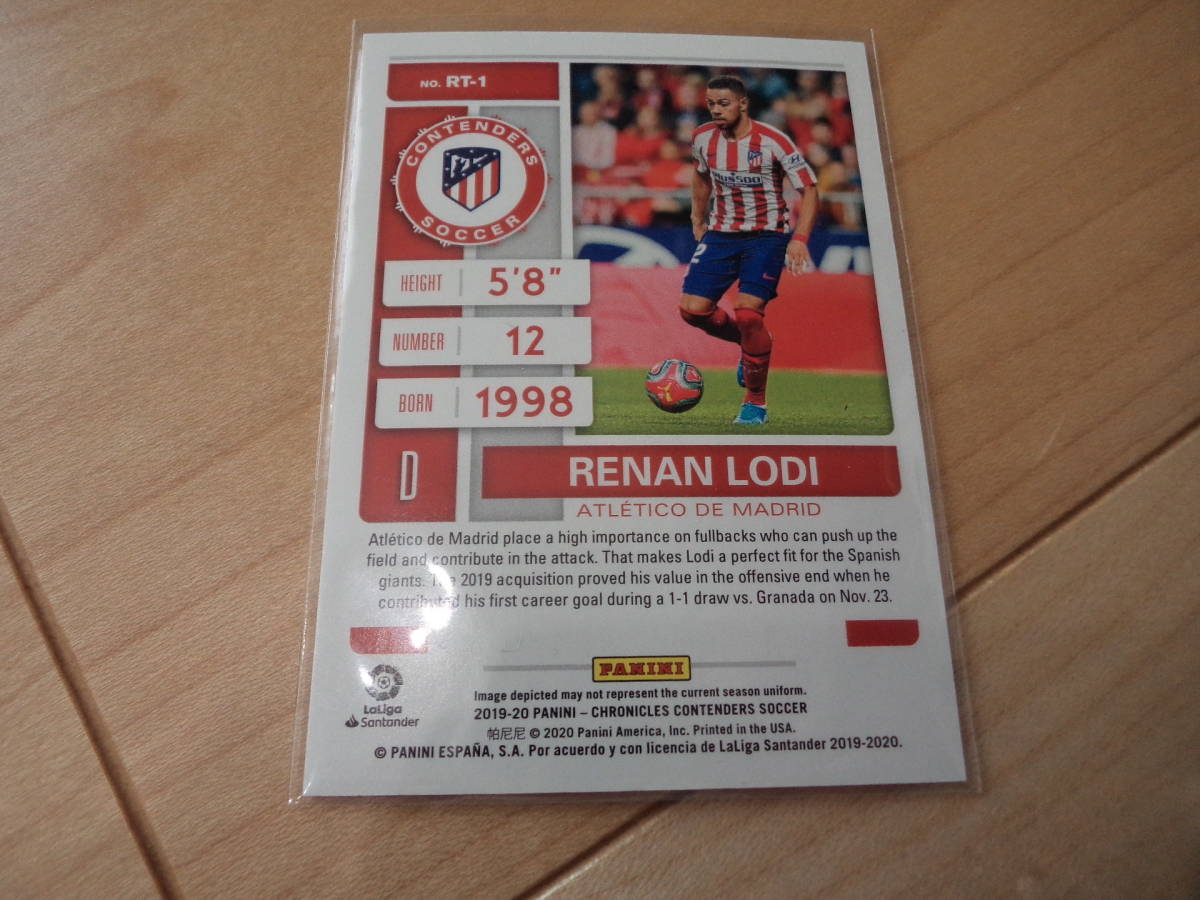 NO. RT-1
CONTENDERS
SOCCER
HEIGHT 5'8"
NUMBER 12
BORN 1998
D
Plus500
HYUNDAI
2
RENAN LODI
ATLÉTICO DE MADRID
Atlético de Madrid place a high importance on fullbacks who can push up the
field and contribute in the attack. That makes Lodi a perfect fit for the Spanish
giants. The 2019 acquisition proved his value in the offensive end when he
contributed his first career goal during a 1-1 draw vs. Granada on Nov. 23.
PANINI
LaLiga
Santander
Image depicted may not represent the current season uniform.
2019-20 PANINI – CHRONICLES CONTENDERS SOCCER
帕尼尼 © 2020 Panini America, Inc. Printed in the USA.
© PANINI ESPAÑA, S.A. Por acuerdo y con licencia de LaLiga Santander 2019-2020.